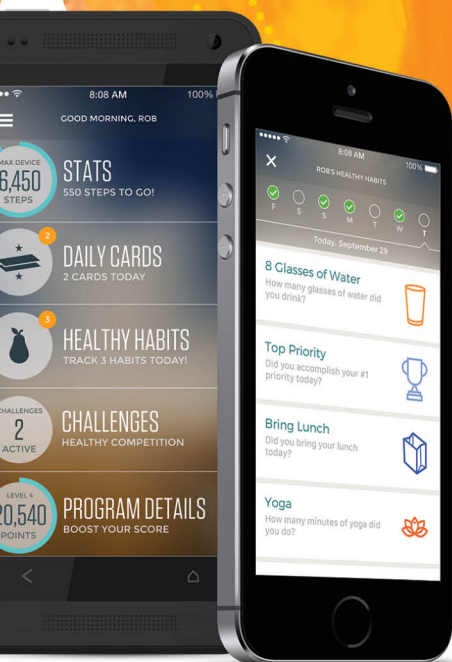 8:08 AM
100%
GOOD MORNING, ROB
MAX DEVICE
6,450
STEPS
STATS
550 STEPS TO GO!
2
DAILY CARDS
2 CARDS TODAY
3
HEALTHY HABITS
TRACK 3 HABITS TODAY!
CHALLENGES
2
ACTIVE
CHALLENGES
HEALTHY COMPETITION
LEVEL 4
20,540
POINTS
PROGRAM DETAILS
BOOST YOUR SCORE
8:08 AM
100%
ROB'S HEALTHY HABITS
F S S M T W T
Today, September 29
8 Glasses of Water
How many glasses of water did
you drink?
Top Priority
Did you accomplish your #1
priority today?
Bring Lunch
Did you bring your lunch
today?
Yoga
How many minutes of yoga did
you do?